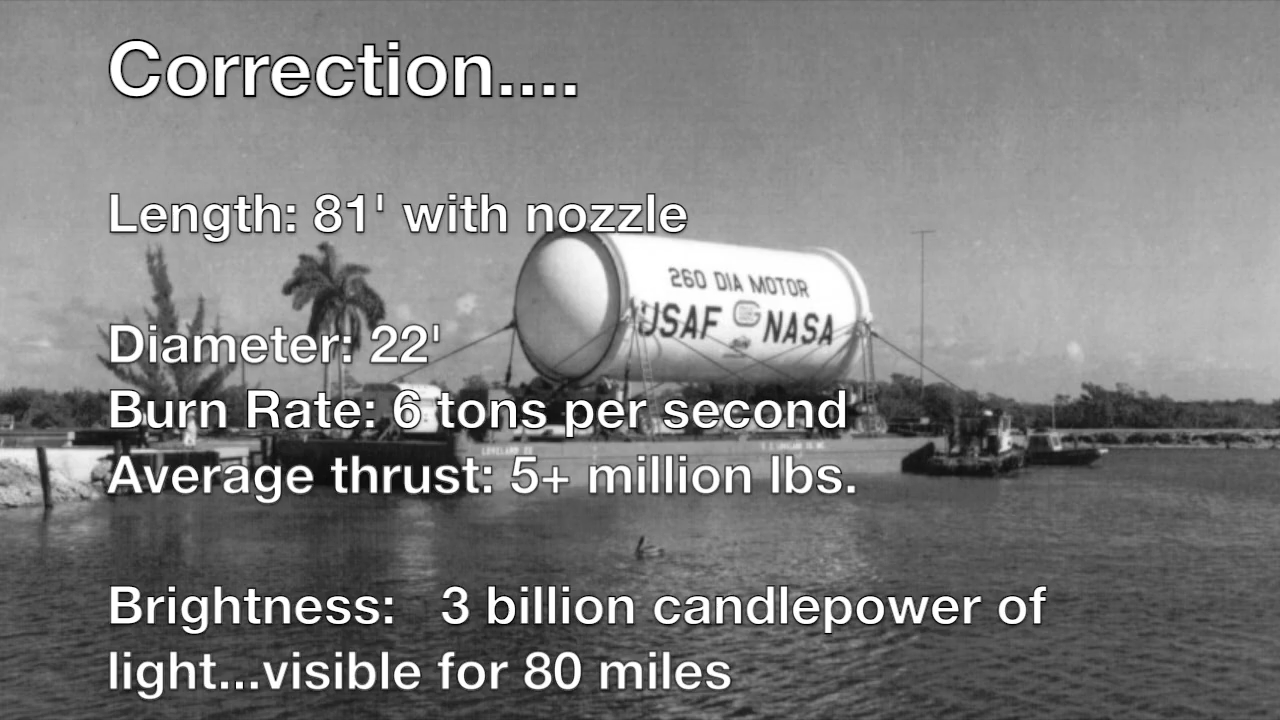 Correction....
Length: 81' with nozzle
260 DIA MOTOR
USAF NASA
Diameter: 22'
Burn Rate: 6 tons per second
Average thrust: 5+ million lbs.
Brightness: 3 billion candlepower of
light...visible for 80 miles